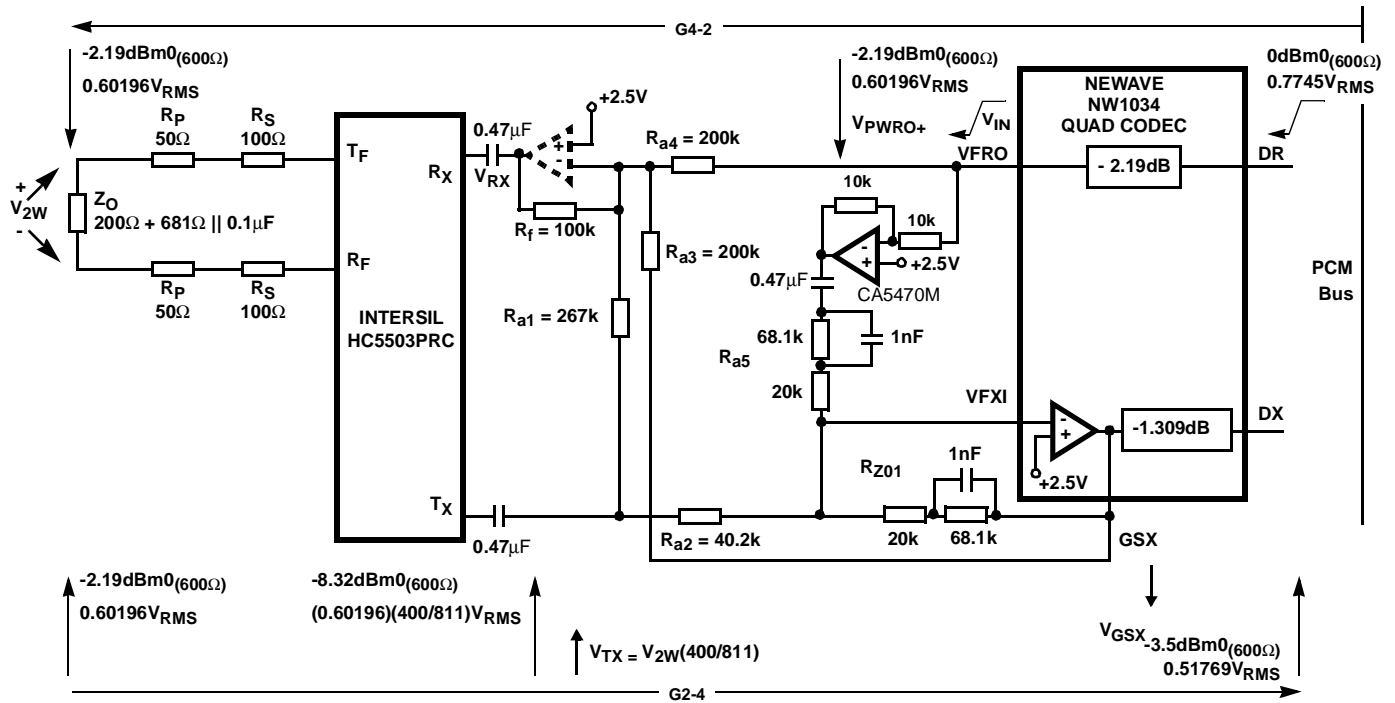 G4-2
-2.19dBm0(600Ω)
0.60196VRMS
-2.19dBm0(600Ω)
0.60196VRMS
0dBm0(600Ω)
0.7745VRMS
NEWAVE
NW1034
QUAD CODEC
RP
50Ω
RS
100Ω
+2.5V
0.47µF
Ra4 = 200k
VPWRO+
VIN
VFRO
- 2.19dB
DR
TF
RX
VRX
+
-
+
V2W
-
ZO
200Ω + 681Ω || 0.1µF
Rf = 100k
10k
10k
-
+
+2.5V
CA5470M
RF
Ra3 = 200k
0.47µF
PCM
Bus
RP
50Ω
RS
100Ω
INTERSIL
HC5503PRC
Ra1 = 267k
68.1k
1nF
Ra5
20k
VFXI
-
+
-1.309dB
DX
+2.5V
RZ01
1nF
TX
0.47µF
Ra2 = 40.2k
20k
68.1k
GSX
-2.19dBm0(600Ω)
0.60196VRMS
-8.32dBm0(600Ω)
(0.60196)(400/811)VRMS
VTX = V2W(400/811)
VGSX
-3.5dBm0(600Ω)
0.51769VRMS
G2-4